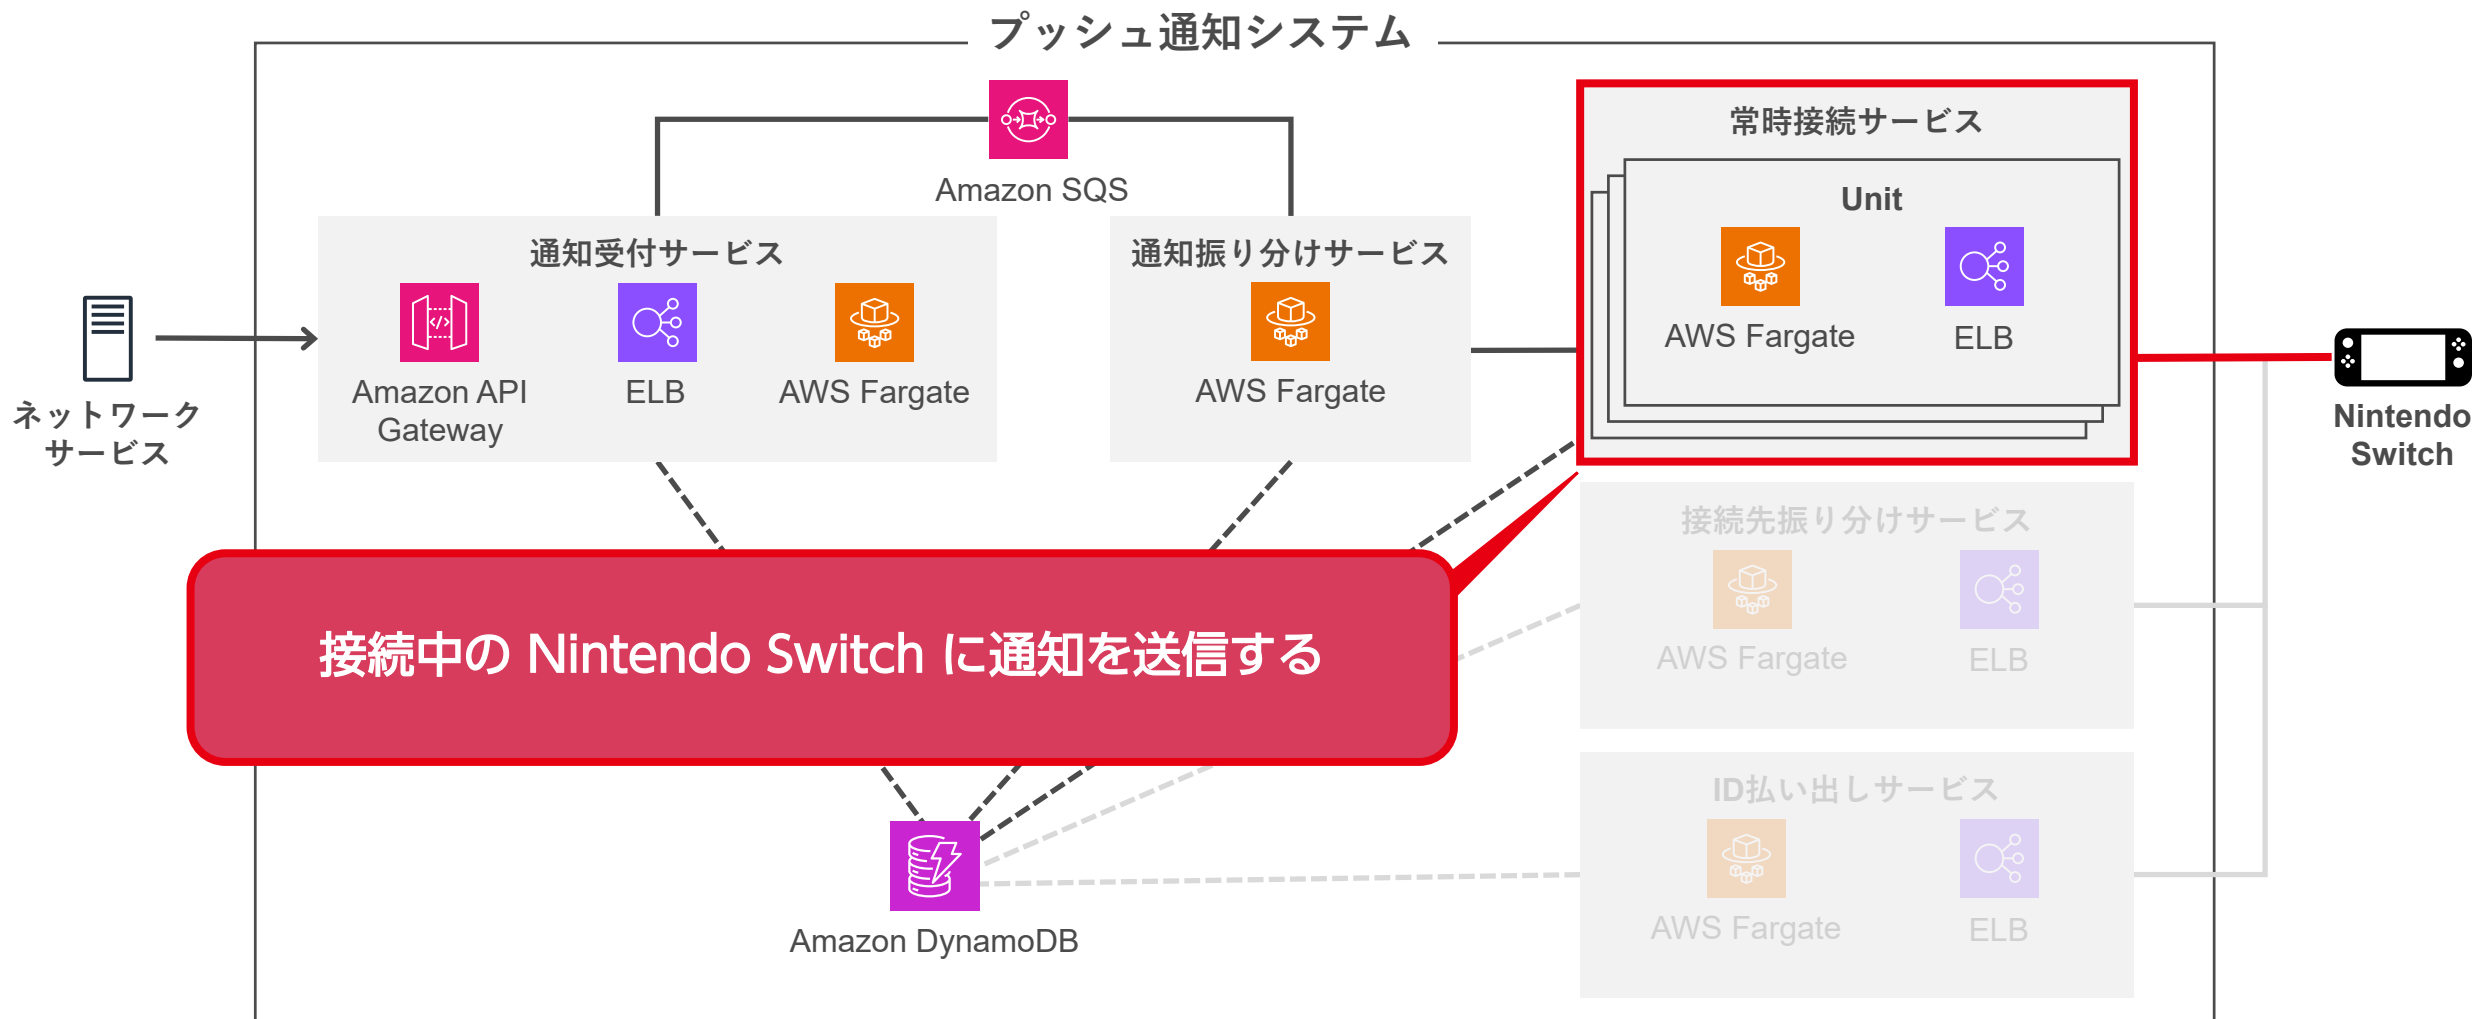 プッシュ通知システム
Amazon SQS
常時接続サービス
Unit
AWS Fargate
ELB
通知受付サービス
Amazon API
Gateway
ELB
AWS Fargate
通知振り分けサービス
AWS Fargate
ネットワーク
サービス
Nintendo
Switch
接続先振り分けサービス
AWS Fargate
ELB
接続中の Nintendo Switch に通知を送信する
ID払い出しサービス
AWS Fargate
ELB
Amazon DynamoDB